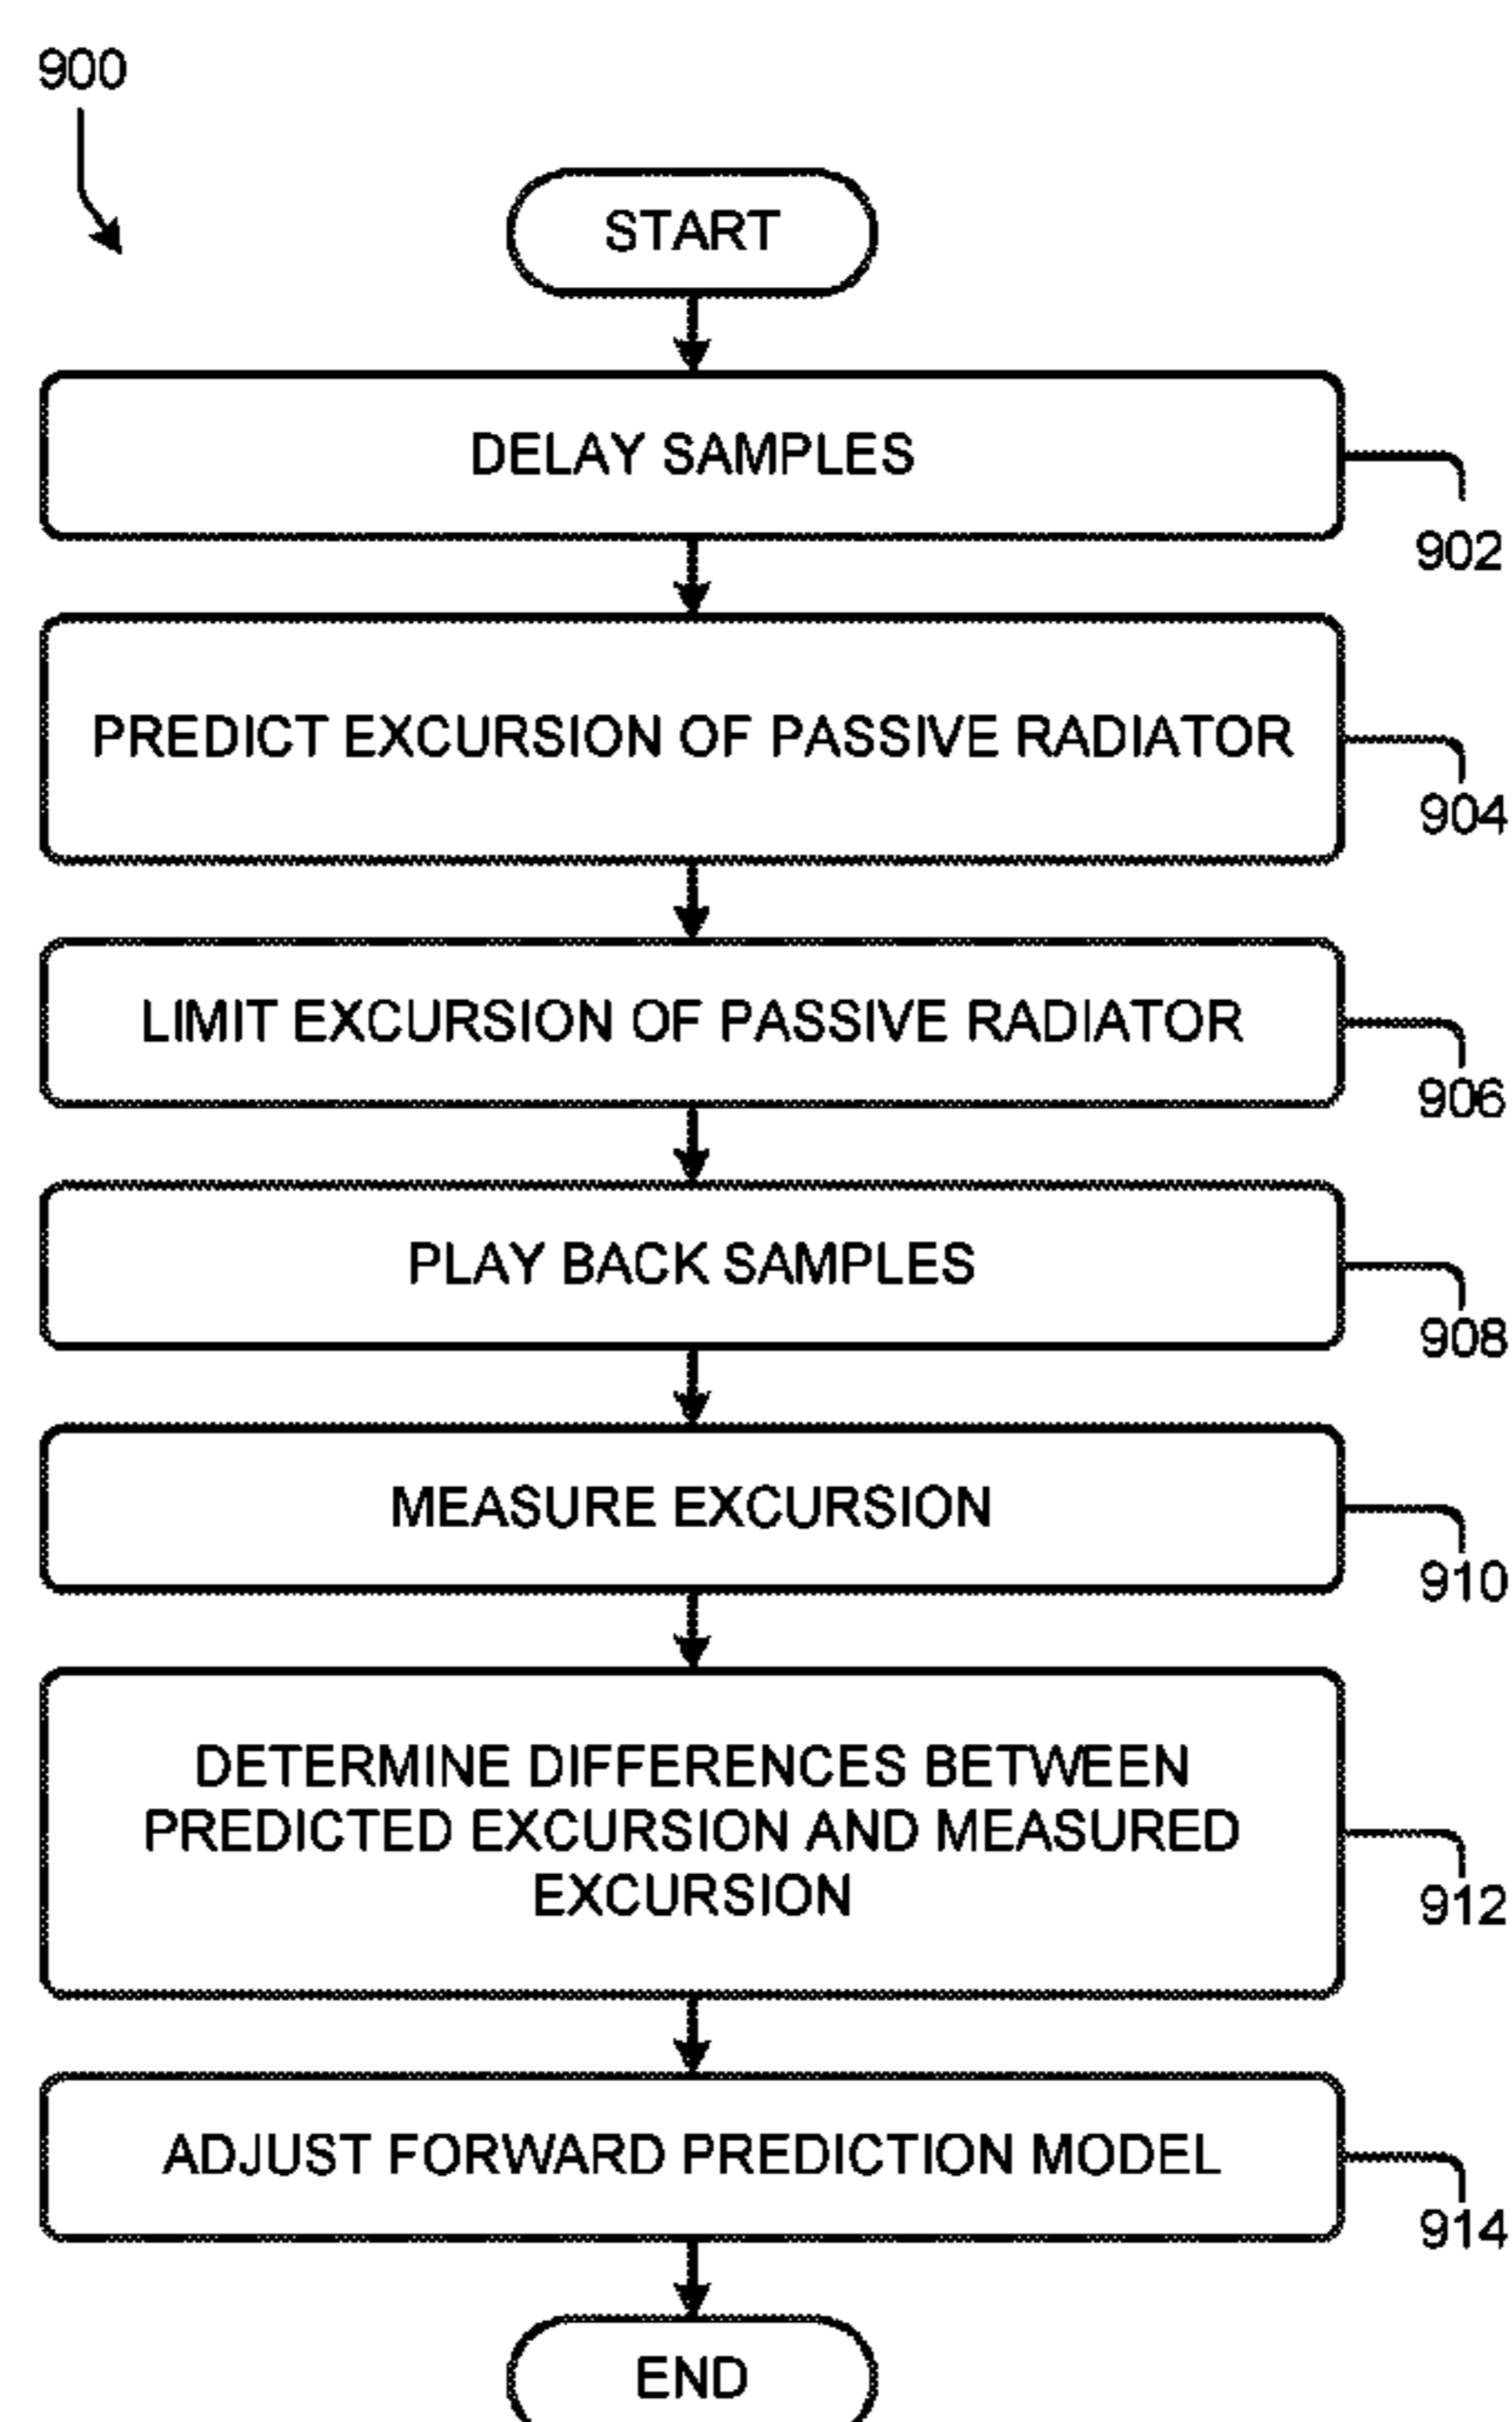 900
START
DELAY SAMPLES
902
PREDICT EXCURSION OF PASSIVE RADIATOR
904
LIMIT EXCURSION OF PASSIVE RADIATOR
906
PLAY BACK SAMPLES
908
MEASURE EXCURSION
910
DETERMINE DIFFERENCES BETWEEN
PREDICTED EXCURSION AND MEASURED
EXCURSION
912
ADJUST FORWARD PREDICTION MODEL
914
END